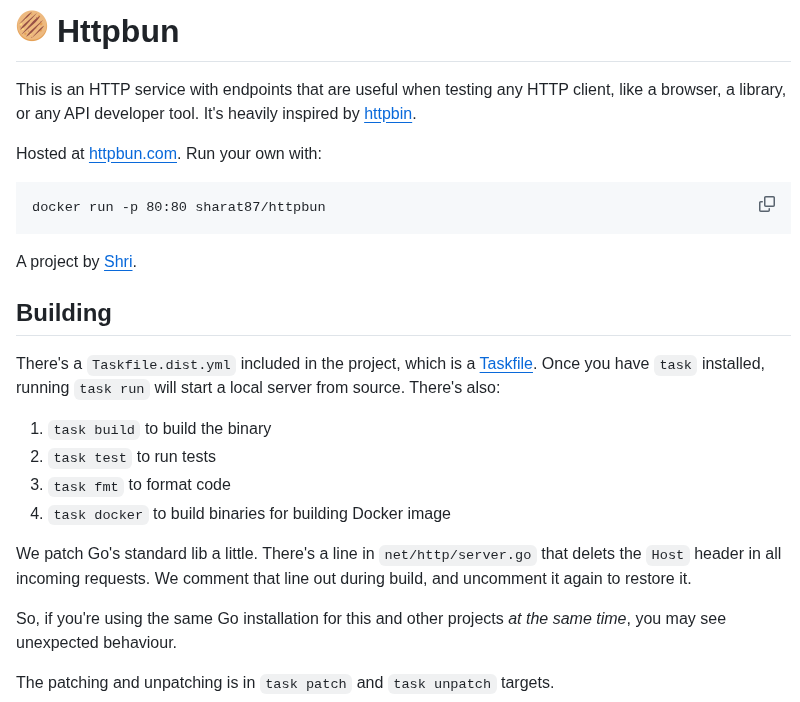 Httpbun
This is an HTTP service with endpoints that are useful when testing any HTTP client, like a browser, a library,
or any API developer tool. It's heavily inspired by httpbin.
Hosted at httpbun.com. Run your own with:
docker run -p 80:80 sharat87/httpbun
A project by Shri.
Building
There's a Taskfile.dist.yml included in the project, which is a Taskfile. Once you have task installed,
running task run will start a local server from source. There's also:
1. task build to build the binary
2. task test to run tests
3. task fmt to format code
4. task docker to build binaries for building Docker image
We patch Go's standard lib a little. There's a line in net/http/server.go that delets the Host header in all
incoming requests. We comment that line out during build, and uncomment it again to restore it.
So, if you're using the same Go installation for this and other projects at the same time, you may see
unexpected behaviour.
The patching and unpatching is in task patch and task unpatch targets.